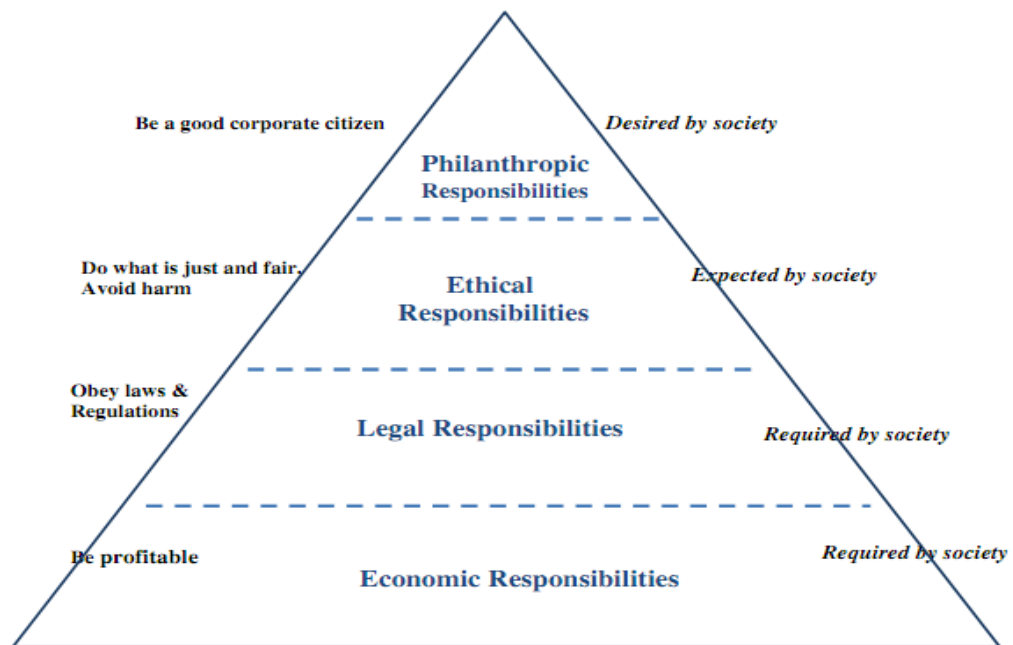 Be a good corporate citizen
Desired by society
Philanthropic
Responsibilities
Do what is just and fair,
Avoid harm
Expected by society
Ethical
Responsibilities
Obey laws &
Regulations
Legal Responsibilities
Required by society
Be profitable
Required by society
Economic Responsibilities